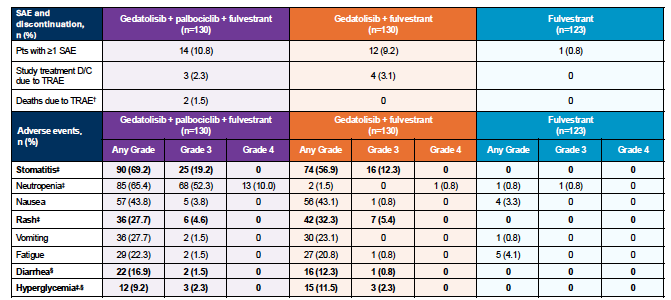 SAE and discontinuation, n (%) Gedatolisib + palbociclib + fulvestrant (n=130) Gedatolisib + fulvestrant (n=130) Fulvestrant (n=123)
Pts with ≥1 SAE 14 (10.8) 12 (9.2) 1 (0.8)
Study treatment D/C due to TRAE 3 (2.3) 4 (3.1) 0
Deaths due to TRAE† 2 (1.5) 0 0
Adverse events, n (%) Gedatolisib + palbociclib + fulvestrant (n=130) Gedatolisib + fulvestrant (n=130) Fulvestrant (n=123)
Any Grade Grade 3 Grade 4 Any Grade Grade 3 Grade 4 Any Grade Grade 3 Grade 4
Stomatitis‡ 90 (69.2) 25 (19.2) 0 74 (56.9) 16 (12.3) 0 0 0 0
Neutropenia‡ 85 (65.4) 68 (52.3) 13 (10.0) 2 (1.5) 0 1 (0.8) 1 (0.8) 1 (0.8) 0
Nausea 57 (43.8) 5 (3.8) 0 56 (43.1) 1 (0.8) 0 4 (3.3) 0 0
Rash‡ 36 (27.7) 6 (4.6) 0 42 (32.3) 7 (5.4) 0 0 0 0
Vomiting 36 (27.7) 2 (1.5) 0 30 (23.1) 0 0 1 (0.8) 0 0
Fatigue 29 (22.3) 2 (1.5) 0 27 (20.8) 1 (0.8) 0 5 (4.1) 0 0
Diarrhea§ 22 (16.9) 2 (1.5) 0 16 (12.3) 1 (0.8) 0 0 0 0
Hyperglycemia‡,§ 12 (9.2) 3 (2.3) 0 15 (11.5) 3 (2.3) 0 0 0 0